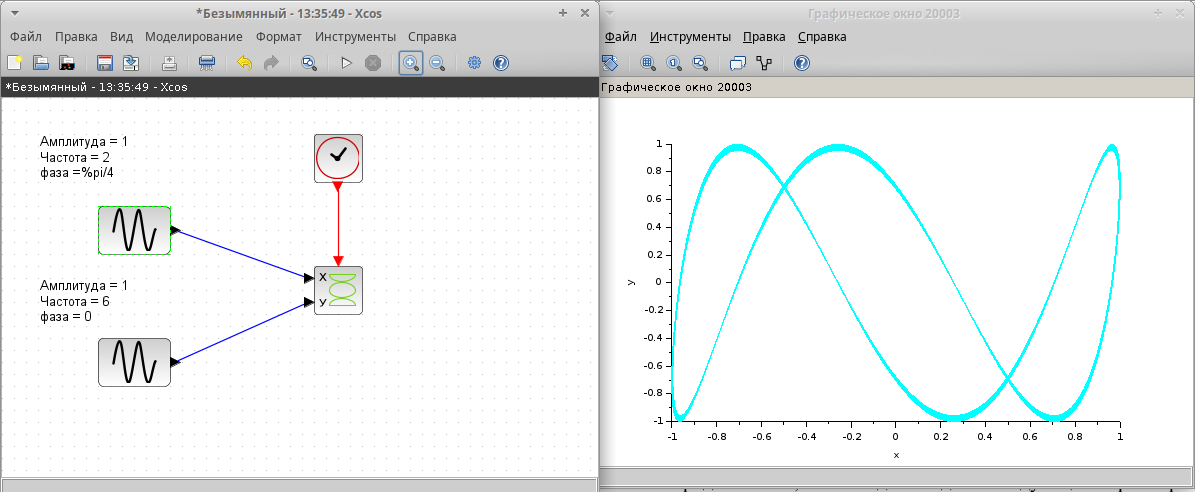 *Безымянный - 13:35:49 - Xcos
Файл Правка Вид Моделирование Формат Инструменты Справка
*Безымянный - 13:35:49 - Xcos
Амплитуда = 1
Частота = 2
фаза =%pi/4
Амплитуда = 1
Частота = 6
фаза = 0
X
y
Графическое окно 20003
Файл Инструменты Правка Справка
Графическое окно 20003
1
0.8
0.6
0.4
0.2
0
-0.2
-0.4
-0.6
-0.8
-1
y
-1 -0.8 -0.6 -0.4 -0.2 0 0.2 0.4 0.6 0.8 1
x